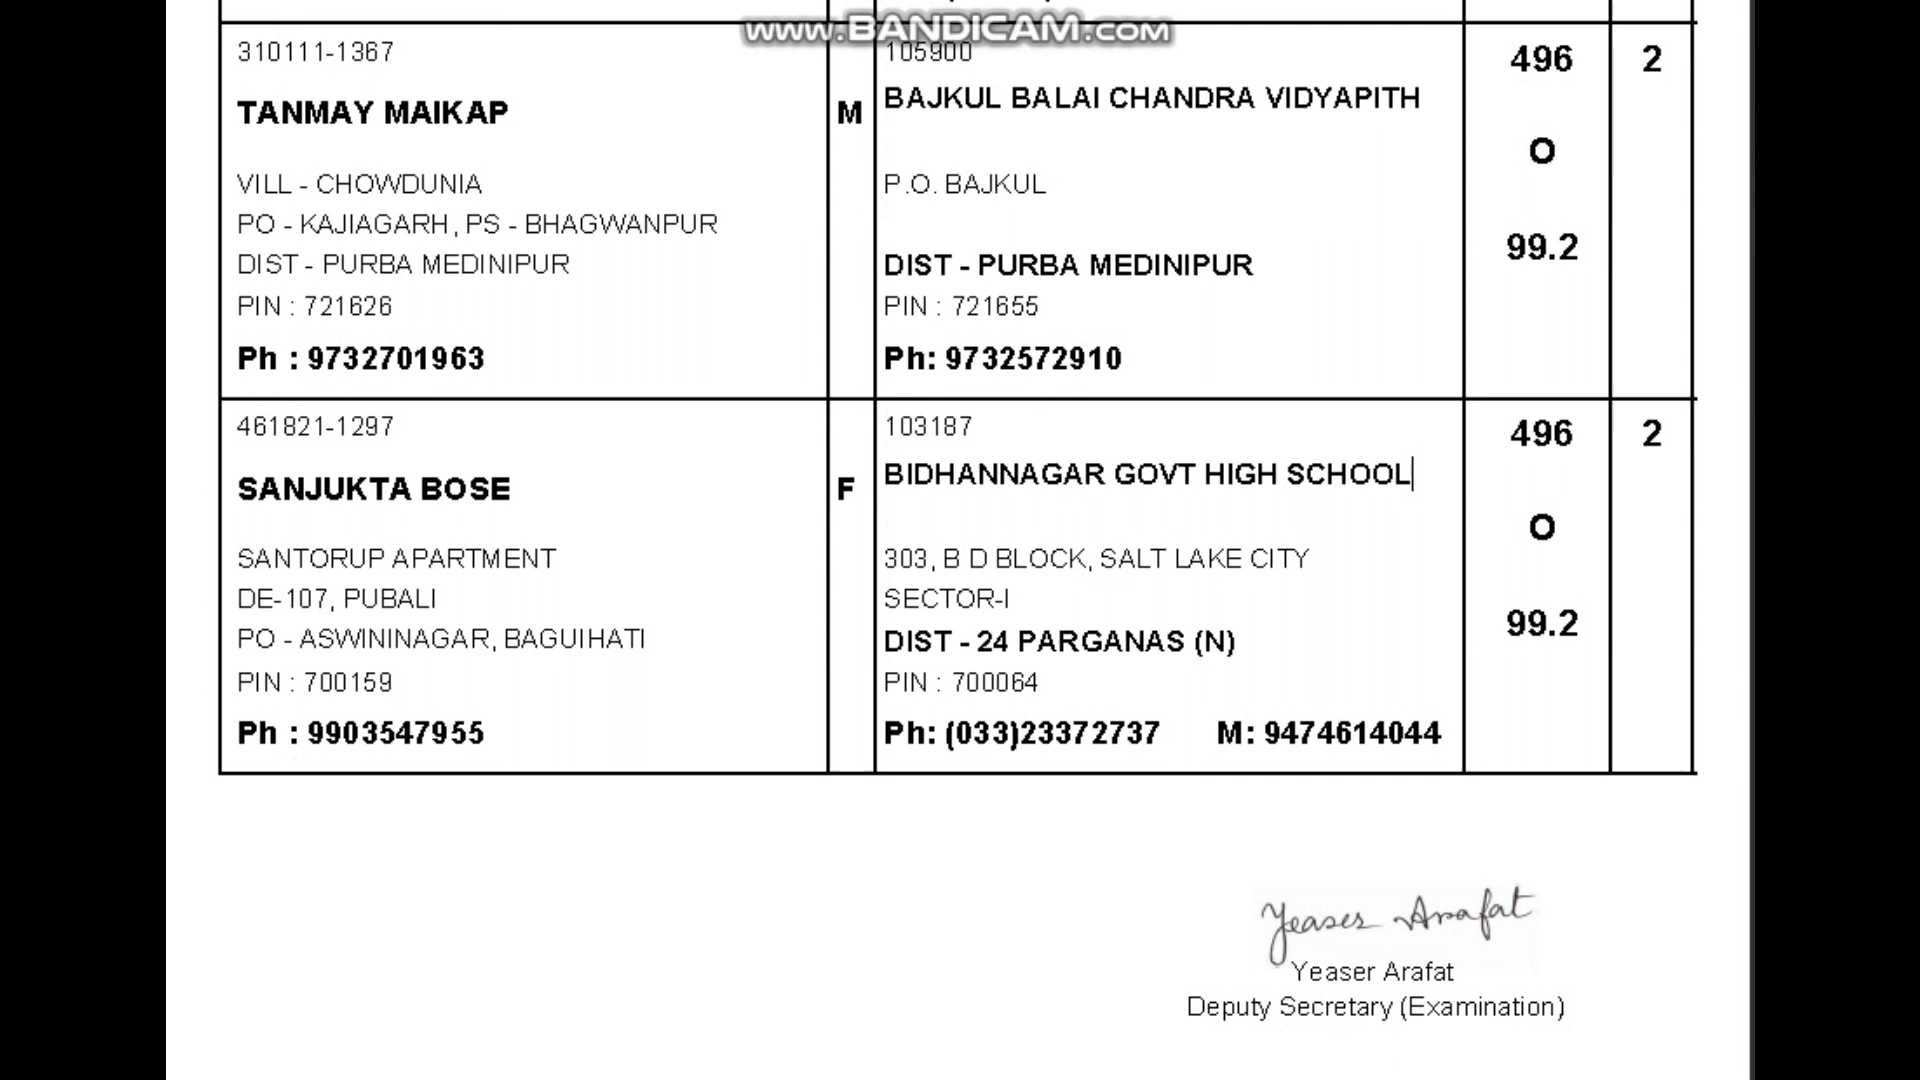 www.BANDICAM.com
310111-1367
TANMAY MAIKAP
VILL - CHOWDUNIA
PO - KAJIAGARH, PS - BHAGWANPUR
DIST - PURBA MEDINIPUR
PIN : 721626
Ph : 9732701963
M
105900
BAJKUL BALAI CHANDRA VIDYAPITH
P.O. BAJKUL
DIST - PURBA MEDINIPUR
PIN : 721655
Ph: 9732572910
496
O
99.2
2
461821-1297
SANJUKTA BOSE
SANTORUP APARTMENT
DE-107, PUBALI
PO - ASWININAGAR, BAGUIHATI
PIN : 700159
Ph : 9903547955
F
103187
BIDHANNAGAR GOVT HIGH SCHOOL
303, B D BLOCK, SALT LAKE CITY
SECTOR-I
DIST - 24 PARGANAS (N)
PIN : 700064
Ph: (033)23372737 M: 9474614044
496
O
99.2
2
Yeaser Arafat
Yeaser Arafat
Deputy Secretary (Examination)